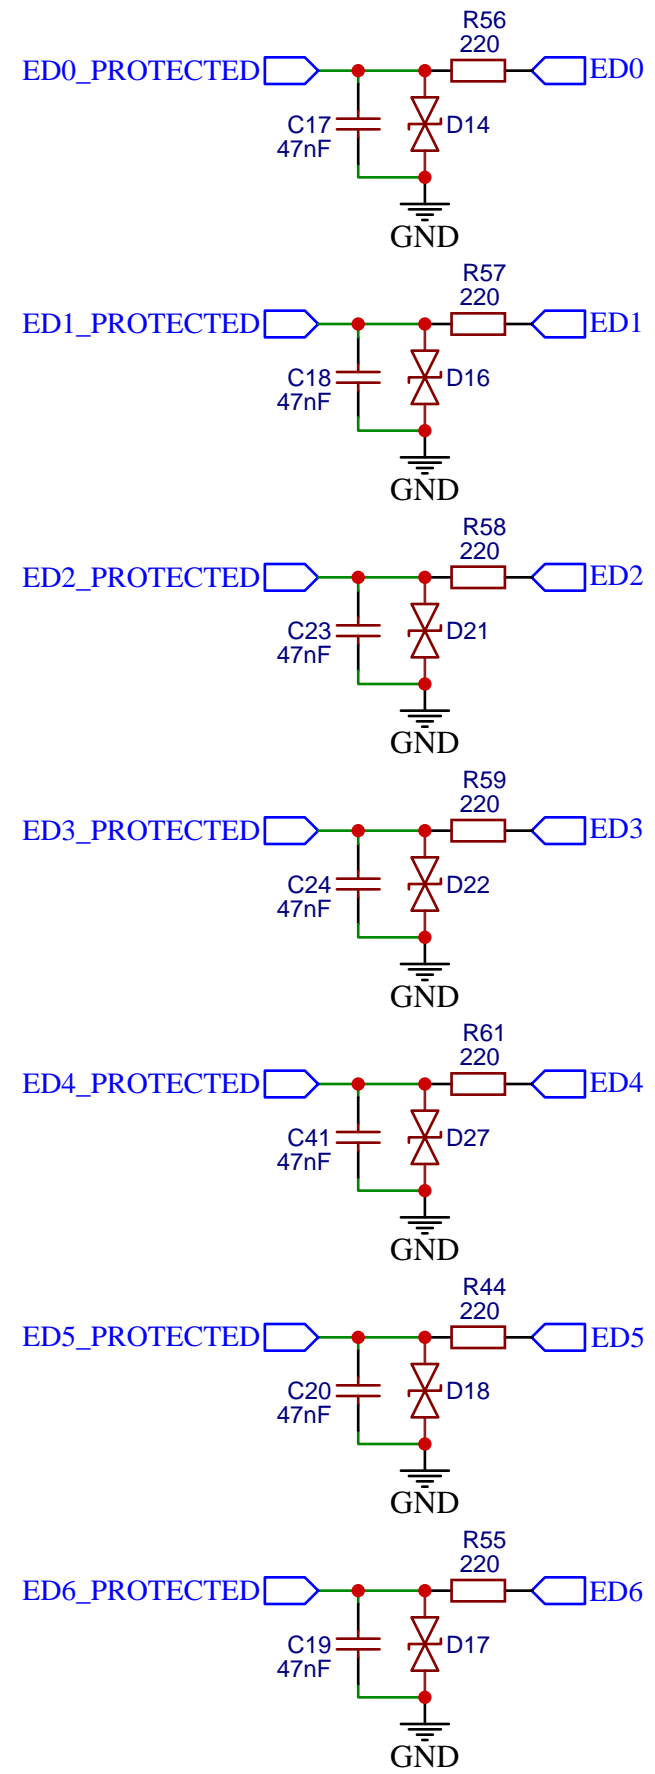 R56
220
ED0_PROTECTED
ED0
C17
47nF
D14
GND
R57
220
ED1_PROTECTED
ED1
C18
47nF
D16
GND
R58
220
ED2_PROTECTED
ED2
C23
47nF
D21
GND
R59
220
ED3_PROTECTED
ED3
C24
47nF
D22
GND
R61
220
ED4_PROTECTED
ED4
C41
47nF
D27
GND
R44
220
ED5_PROTECTED
ED5
C20
47nF
D18
GND
R55
220
ED6_PROTECTED
ED6
C19
47nF
D17
GND